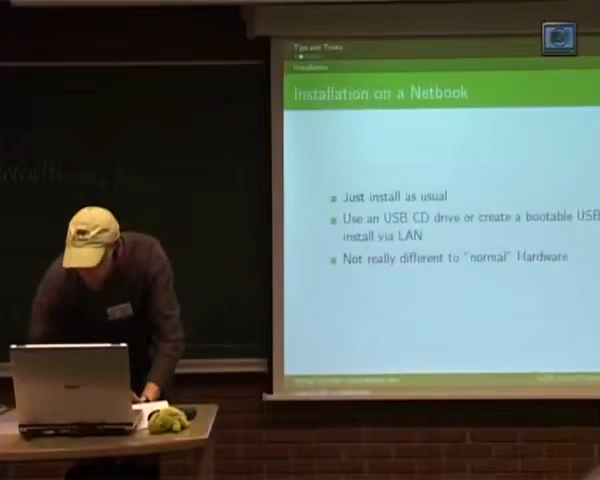 Tips and Tricks
Installation
Installation on a Netbook
Just install as usual
Use an USB CD drive or create a bootable USB
install via LAN
Not really different to "normal" Hardware